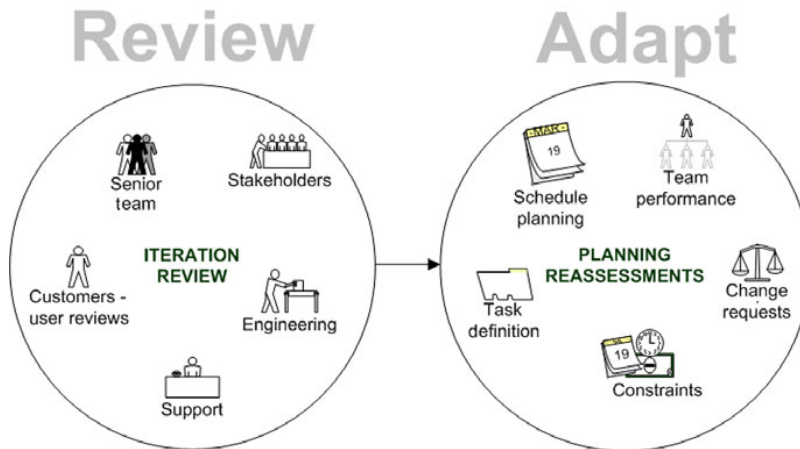 Review
Adapt
Senior
team
Stakeholders
ITERATION
REVIEW
Customers -
user reviews
Engineering
Support
MAR
19
Schedule
planning
Team
performance
PLANNING
REASSESSMENTS
Task
definition
Change
requests
19
Constraints